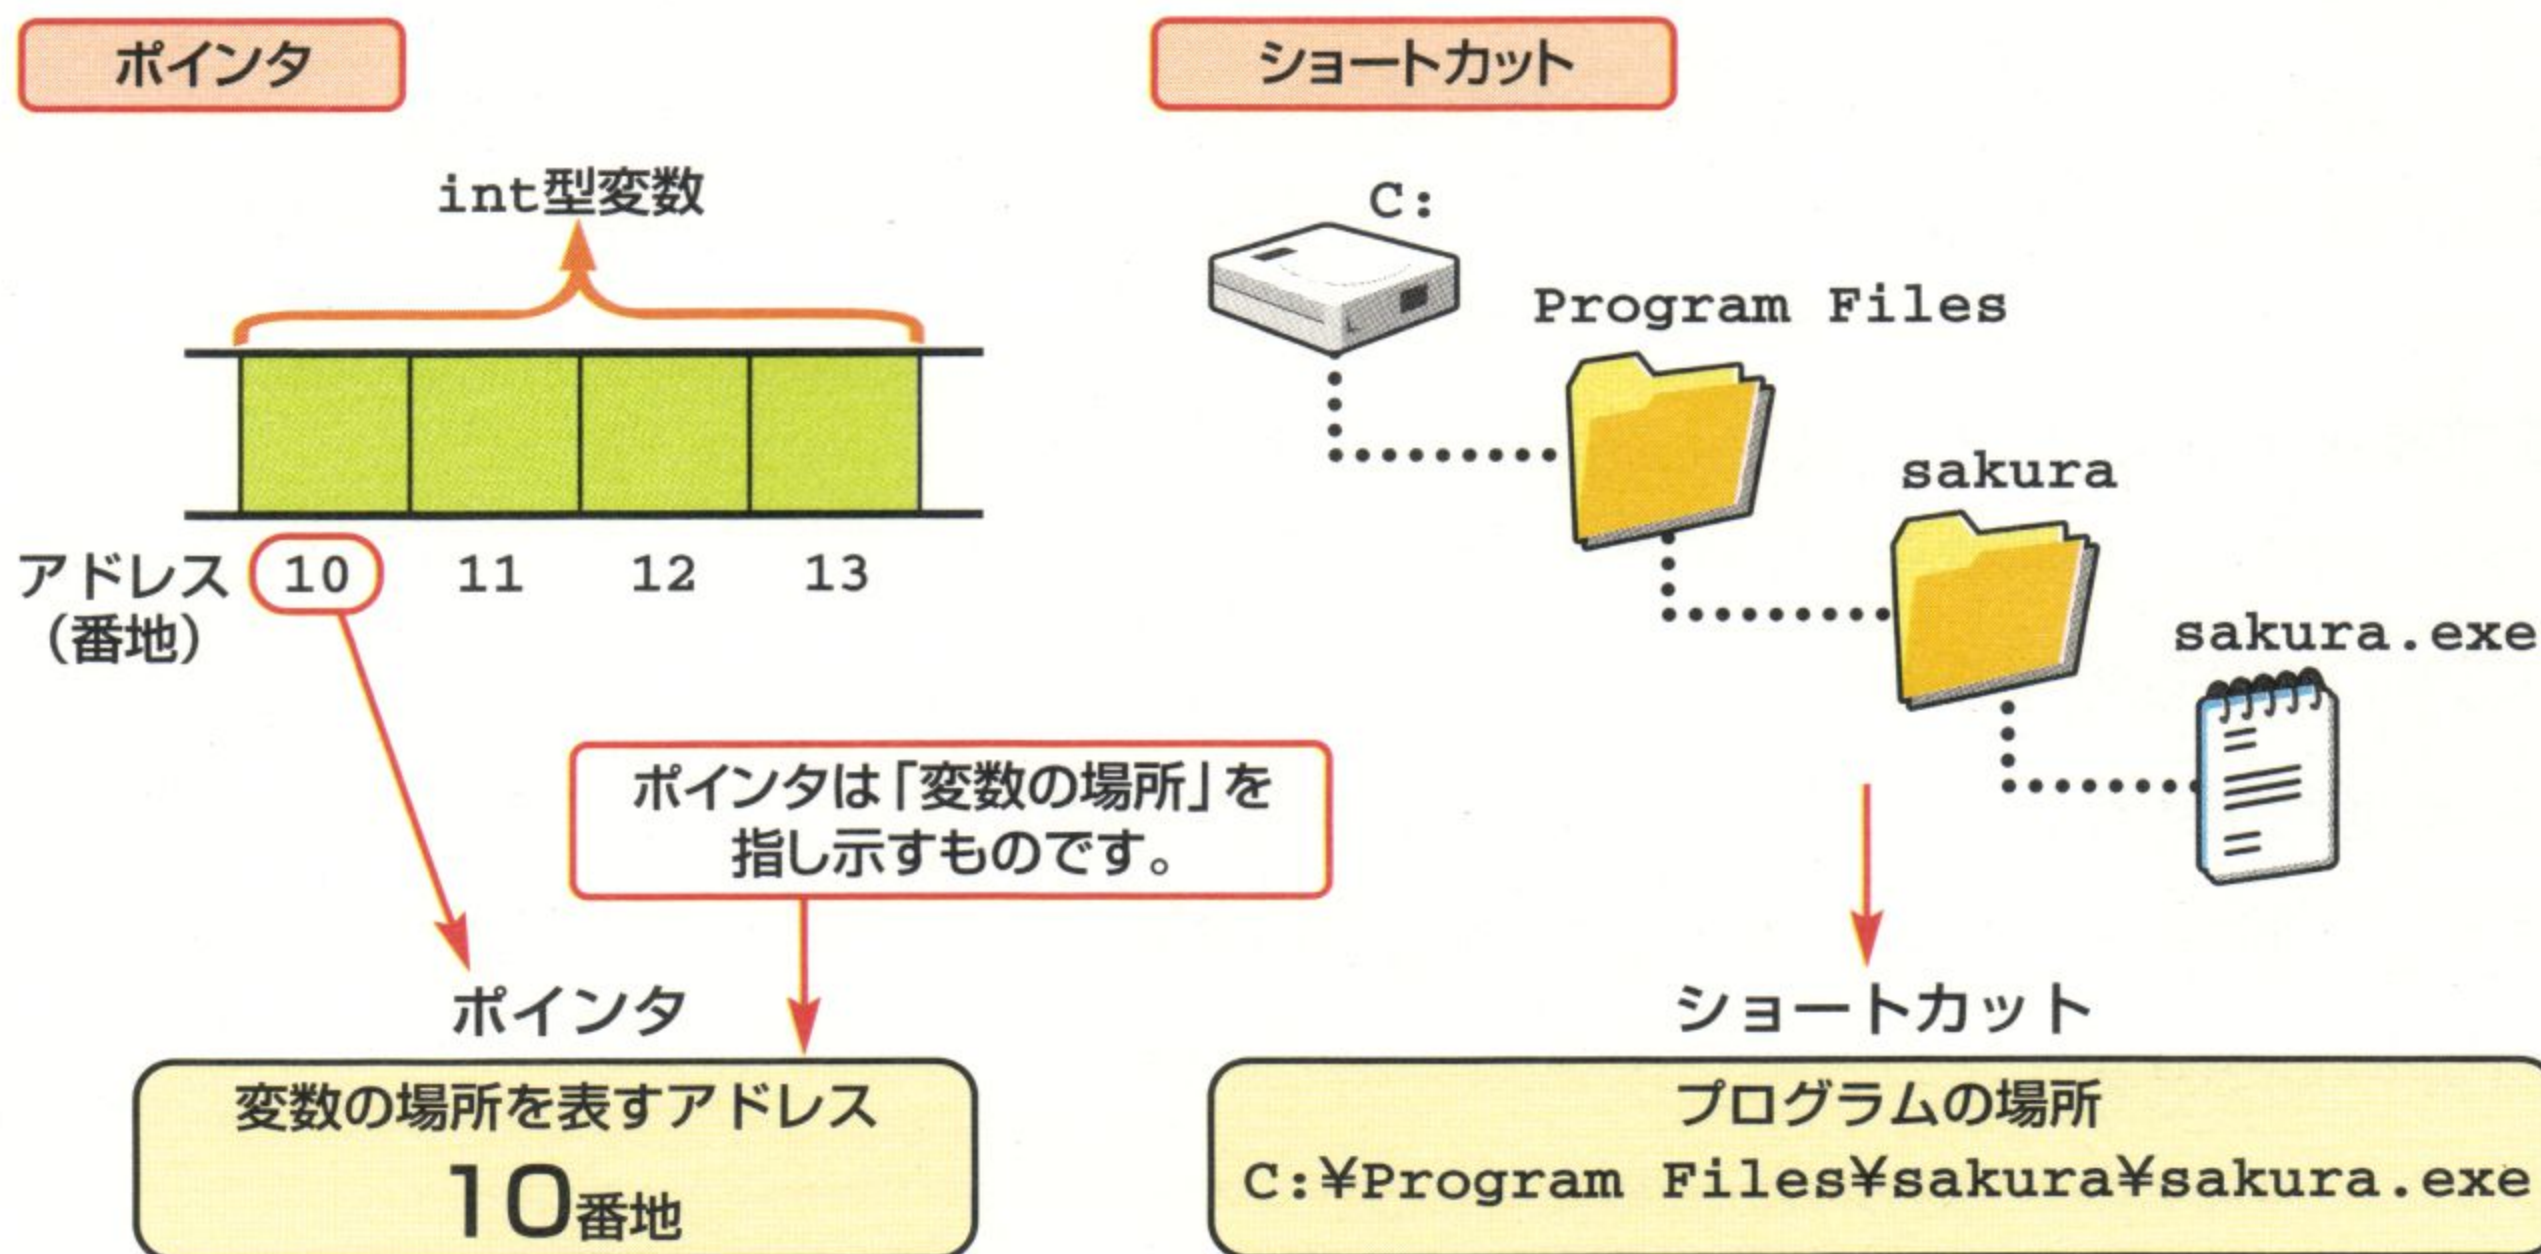 ポインタ
int型変数
アドレス
(番地)
10 11 12 13
ポインタは「変数の場所」を
指し示すものです。
ポインタ
変数の場所を表すアドレス
10番地
ショートカット
C:
Program Files
sakura
sakura.exe
ショートカット
プログラムの場所
C:¥Program Files¥sakura¥sakura.exe